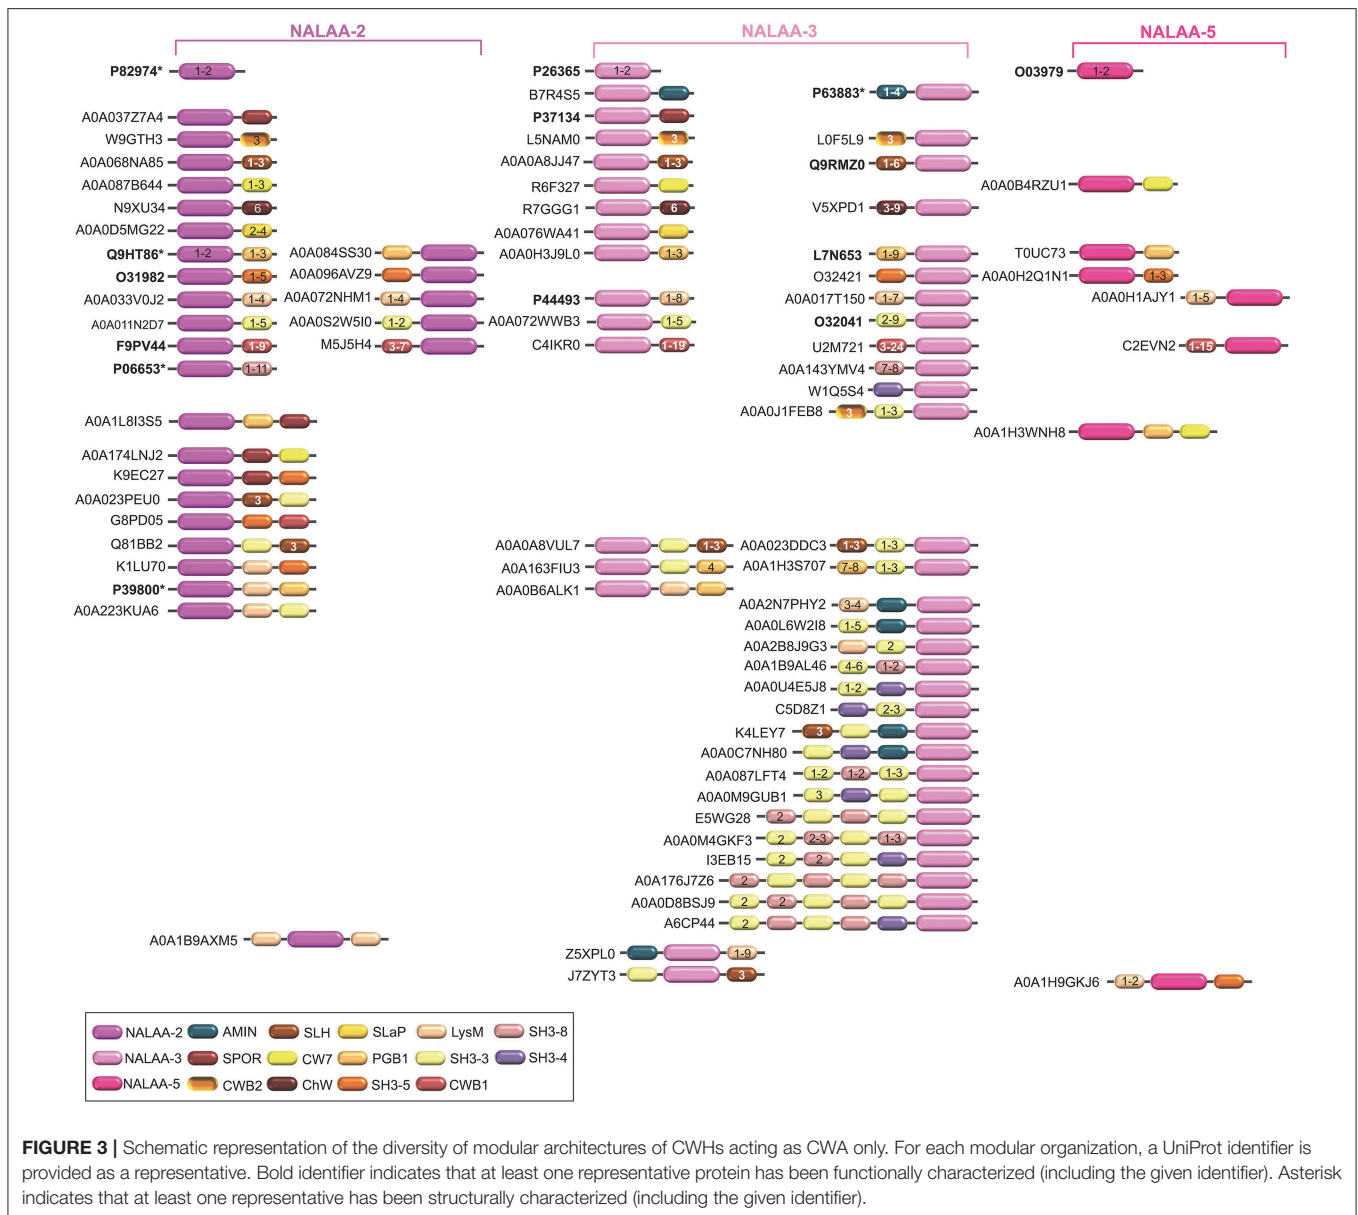 NALAA-2
NALAA-3
NALAA-5
P82974* 1-2
A0A037Z7A4
W9GTH3 3
A0A068NA85 1-3
A0A087B644 1-3
N9XU34 6
A0A0D5MG22 2-4
Q9HT86* 1-2 1-3
O31982 1-5
A0A033V0J2 1-4
A0A011N2D7 1-5
F9PV44 1-9
P06653* 1-11
A0A084SS30
A0A096AVZ9
A0A072NHM1 1-4
A0A0S2W5I0 1-2
M5J5H4 3-7
A0A1L8I3S5
A0A174LNJ2
K9EC27
A0A023PEU0 3
G8PD05
Q81BB2 3
K1LU70
P39800*
A0A223KUA6
A0A1B9AXM5
P26365 1-2
B7R4S5
P37134
L5NAM0 3
A0A0A8JJ47 1-3
R6F327
R7GGG1 6
A0A076WA41
A0A0H3J9L0 1-3
P44493 1-8
A0A072WWB3 1-5
C4IKR0 1-19
P63883* 1-4
L0F5L9 3
Q9RMZ0 1-6
V5XPD1 3-9
L7N653 1-9
O32421
A0A017T150 1-7
O32041 2-9
U2M721 3-24
A0A143YMV4 7-8
W1Q5S4
A0A0J1FEB8 3 1-3
A0A0A8VUL7 1-3
A0A163FIU3 4
A0A0B6ALK1
A0A023DDC3 1-3 1-3
A0A1H3S707 7-8 1-3
A0A2N7PHY2 3-4
A0A0L6W2I8 1-5
A0A2B8J9G3 2
A0A1B9AL46 4-6 1-2
A0A0U4E5J8 1-2
C5D8Z1 2-3
K4LEY7 3
A0A0C7NH80
A0A087LFT4 1-2 1-2 1-3
A0A0M9GUB1 3
E5WG28 2
A0A0M4GKF3 2 2-3 1-3
I3EB15 2 2
A0A176J7Z6 2
A0A0D8BSJ9 2 2
A6CP44 2
Z5XPL0 1-9
J7ZYT3 3
O03979 1-2
A0A0B4RZU1
T0UC73
A0A0H2Q1N1 1-3
A0A0H1AJY1 1-5
C2EVN2 1-15
A0A1H3WNH8
A0A1H9GKJ6 1-2
NALAA-2 AMIN SLH SLaP LysM SH3-8
NALAA-3 SPOR CW7 PGB1 SH3-3 SH3-4
NALAA-5 CWB2 ChW SH3-5 CWB1
FIGURE 3 | Schematic representation of the diversity of modular architectures of CWHs acting as CWA only. For each modular organization, a UniProt identifier is
provided as a representative. Bold identifier indicates that at least one representative protein has been functionally characterized (including the given identifier). Asterisk
indicates that at least one representative has been structurally characterized (including the given identifier).